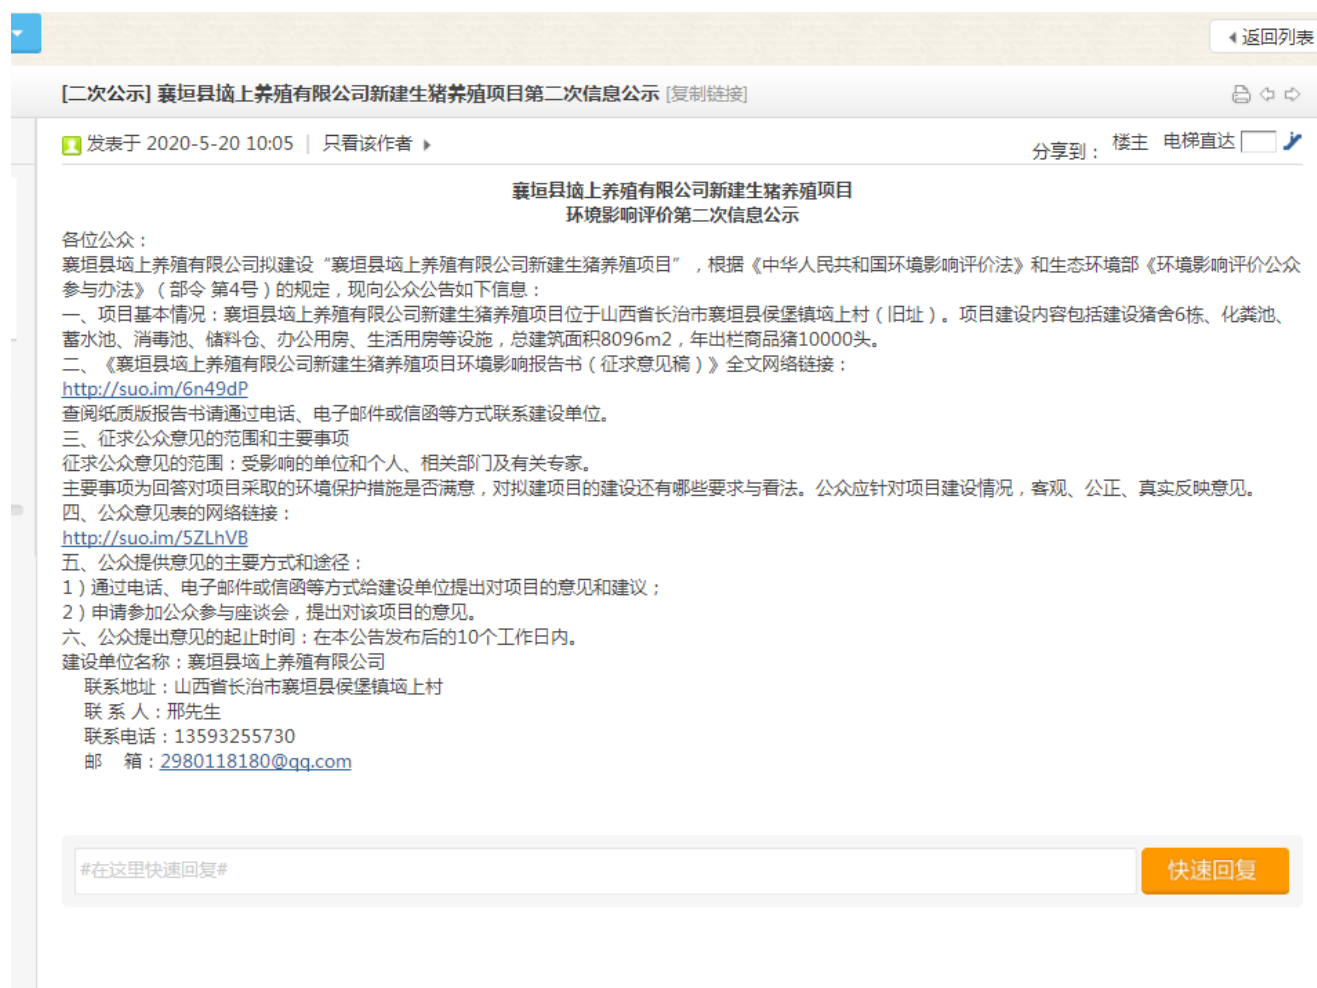 返回列表
[二次公示] 襄垣县垴上养殖有限公司新建生猪养殖项目第二次信息公示 [复制链接]
发表于 2020-5-20 10:05 | 只看该作者
分享到： 楼主 电梯直达
襄垣县垴上养殖有限公司新建生猪养殖项目
环境影响评价第二次信息公示
各位公众：
襄垣县垴上养殖有限公司拟建设“襄垣县垴上养殖有限公司新建生猪养殖项目”，根据《中华人民共和国环境影响评价法》和生态环境部《环境影响评价公众
参与办法》（部令 第4号）的规定，现向公众公告如下信息：
一、项目基本情况：襄垣县垴上养殖有限公司新建生猪养殖项目位于山西省长治市襄垣县侯堡镇垴上村（旧址）。项目建设内容包括建设猪舍6栋、化粪池、
蓄水池、消毒池、储料仓、办公用房、生活用房等设施，总建筑面积8096m2，年出栏商品猪10000头。
二、《襄垣县垴上养殖有限公司新建生猪养殖项目环境影响报告书（征求意见稿）》全文网络链接：
http://suo.im/6n49dP
查阅纸质版报告书请通过电话、电子邮件或信函等方式联系建设单位。
三、征求公众意见的范围和主要事项
征求公众意见的范围：受影响的单位和个人、相关部门及有关专家。
主要事项为回答对项目采取的环境保护措施是否满意，对拟建项目的建设还有哪些要求与看法。公众应针对项目建设情况，客观、公正、真实反映意见。
四、公众意见表的网络链接：
http://suo.im/5ZLhVB
五、公众提供意见的主要方式和途径：
1）通过电话、电子邮件或信函等方式给建设单位提出对项目的意见和建议；
2）申请参加公众参与座谈会，提出对该项目的意见。
六、公众提出意见的起止时间：在本公告发布后的10个工作日内。
建设单位名称：襄垣县垴上养殖有限公司
联系地址：山西省长治市襄垣县侯堡镇垴上村
联 系 人：邢先生
联系电话：13593255730
邮 箱：2980118180@qq.com
#在这里快速回复#
快速回复